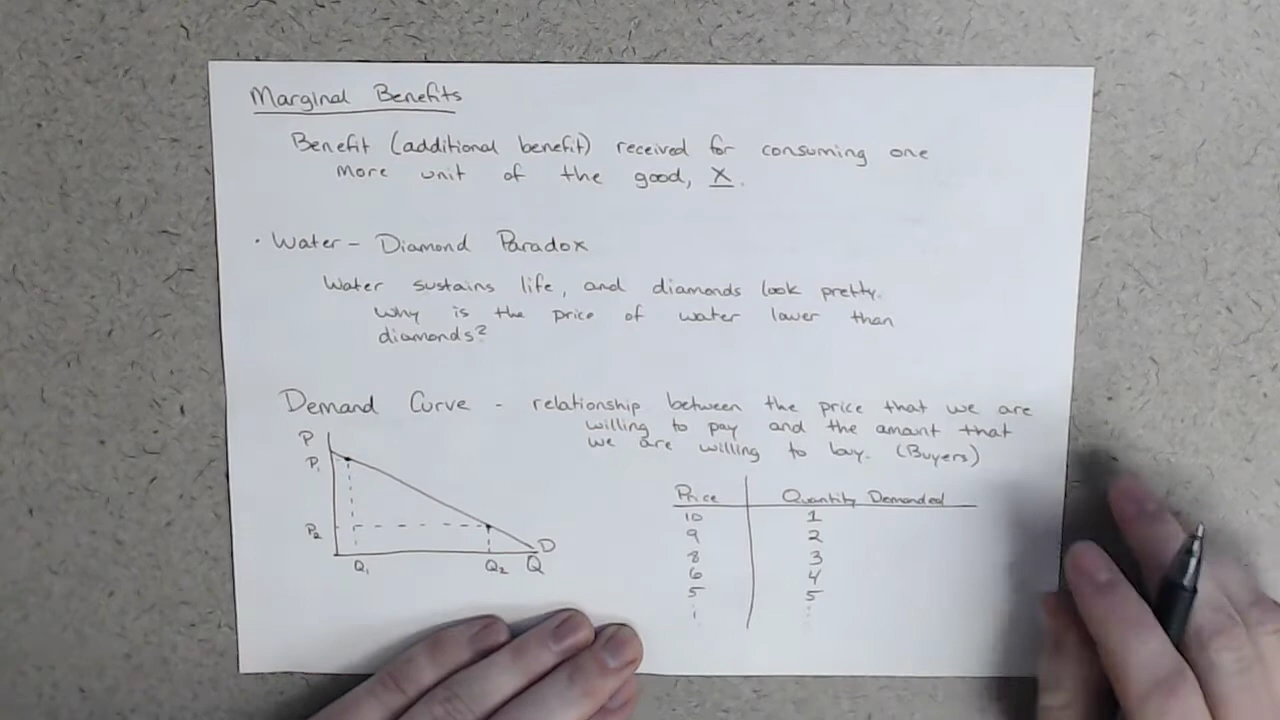 Marginal Benefits
Benefit (additional benefit) received for consuming one
more unit of the good, X.
· Water - Diamond Paradox
Water sustains life, and diamonds look pretty.
Why is the price of water lower than
diamonds?
Demand Curve - relationship between the price that we are
willing to pay and the amount that
we are willing to buy. (Buyers)
P
P₁
P₂
Q₁ Q₂ Q
D
Price Quantity Demanded
10 1
9 2
8 3
6 4
5 5
⋮ ⋮